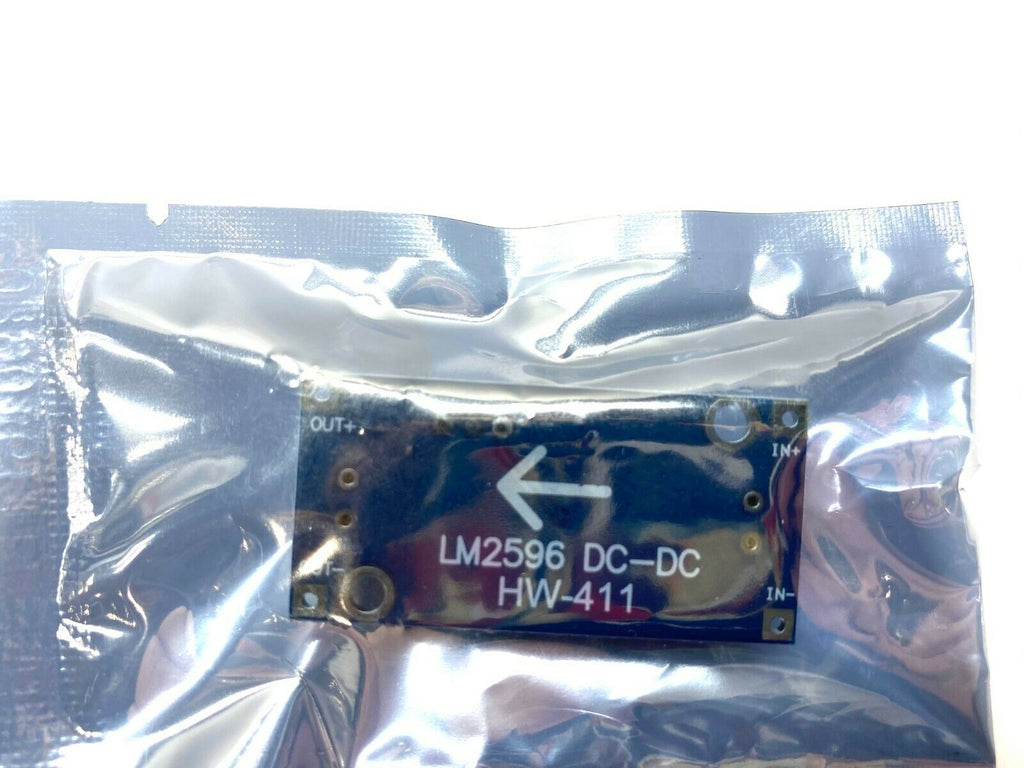 OUT+
IN+
LM2596 DC-DC
HW-411
IN-